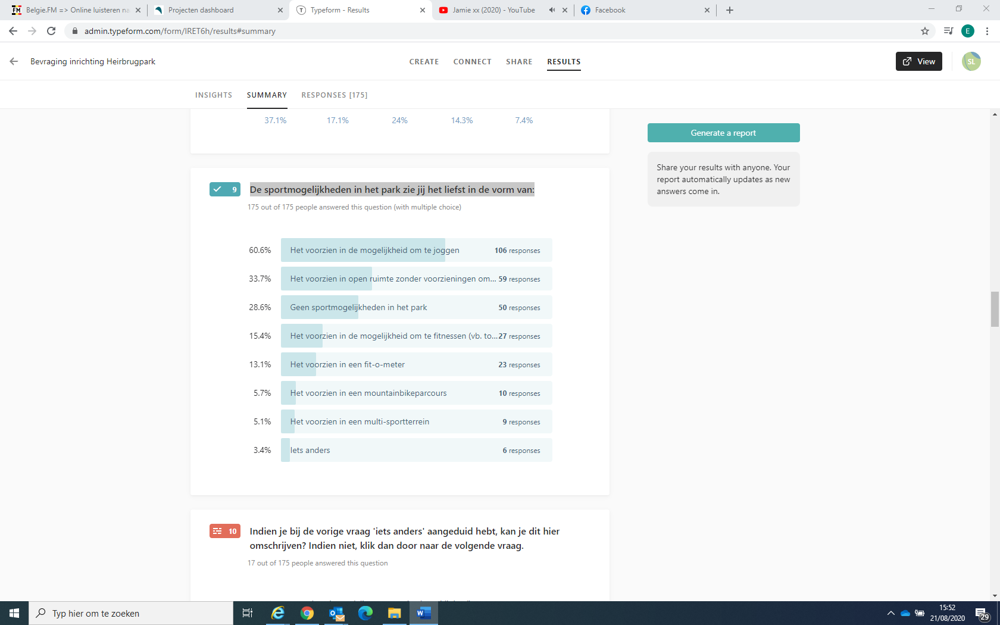 Belgie.FM => Online luisteren na
Projecten dashboard
Typeform - Results
Jamie xx (2020) - YouTube
Facebook
admin.typeform.com/form/IRET6h/results#summary
E
Bevraging inrichting Heirbrugpark
CREATE
CONNECT
SHARE
RESULTS
View
SL
INSIGHTS
SUMMARY
RESPONSES [175]
37.1% 17.1% 24% 14.3% 7.4%
Generate a report
Share your results with anyone. Your
report automatically updates as new
answers come in.
9 De sportmogelijkheden in het park zie jij het liefst in de vorm van:
175 out of 175 people answered this question (with multiple choice)
60.6% Het voorzien in de mogelijkheid om te joggen 106 responses
33.7% Het voorzien in open ruimte zonder voorzieningen om... 59 responses
28.6% Geen sportmogelijkheden in het park 50 responses
15.4% Het voorzien in de mogelijkheid om te fitnessen (vb. to... 27 responses
13.1% Het voorzien in een fit-o-meter 23 responses
5.7% Het voorzien in een mountainbikeparcours 10 responses
5.1% Het voorzien in een multi-sportterrein 9 responses
3.4% Iets anders 6 responses
10 Indien je bij de vorige vraag 'iets anders' aangeduid hebt, kan je dit hier
omschrijven? Indien niet, klik dan door naar de volgende vraag.
17 out of 175 people answered this question
Typ hier om te zoeken
15:52
21/08/2020
29